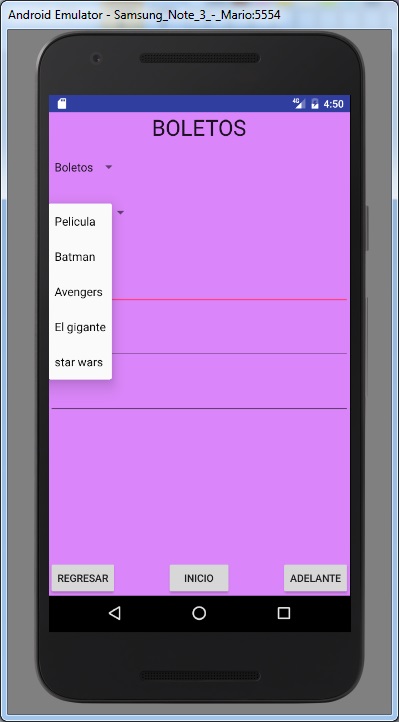 Android Emulator - Samsung_Note_3_-_Mario:5554
4G 4:50
BOLETOS
Boletos
Pelicula
Batman
Avengers
El gigante
star wars
REGRESAR INICIO ADELANTE